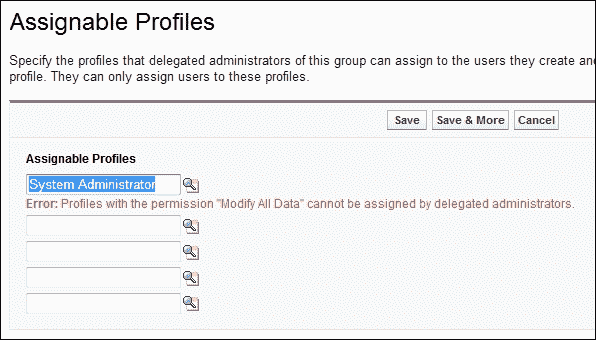 Assignable Profiles
Specify the profiles that delegated administrators of this group can assign to the users they create an
profile. They can only assign users to these profiles.
Save Save & More Cancel
Assignable Profiles
System Administrator
Error: Profiles with the permission "Modify All Data" cannot be assigned by delegated administrators.